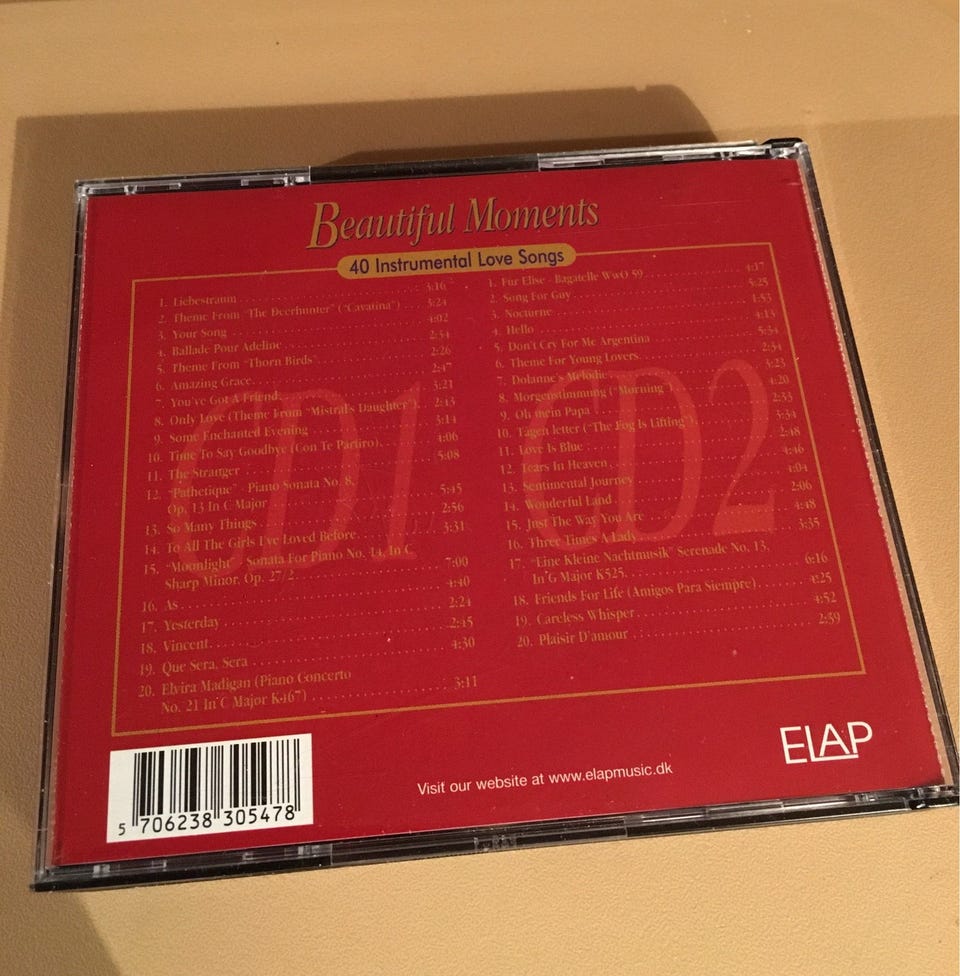 Beautiful Moments
40 Instrumental Love Songs
CD1
1. Liebestraum 3:16
2. Theme From "The Deerhunter" ("Cavatina") 3:24
3. Your Song 4:02
4. Ballade Pour Adeline 2:54
5. Theme From "Thorn Birds" 2:26
6. Amazing Grace 2:47
7. You've Got A Friend 3:21
8. Only Love (Theme From "Mistral's Daughter") 2:43
9. Some Enchanted Evening 3:14
10. Time To Say Goodbye (Con Te Partiro) 4:06
11. The Stranger 5:08
12. "Pathetique" - Piano Sonata No. 8,
Op. 13 In C Major 5:45
13. So Many Things 2:56
14. To All The Girls I've Loved Before 3:31
15. "Moonlight" - Sonata For Piano No. 14, In C
Sharp Minor, Op. 27/2 7:00
16. As 4:40
17. Yesterday 2:24
18. Vincent 2:45
19. Que Sera, Sera 4:30
20. Elvira Madigan (Piano Concerto
No. 21 In C Major K467) 3:11
CD2
1. Fur Elise - Bagatelle WwO 59 4:17
2. Song For Guy 5:25
3. Nocturne 1:53
4. Hello 4:13
5. Don't Cry For Me Argentina 5:34
6. Theme For Young Lovers 2:34
7. Dolanne's Melodie 3:23
8. Morgenstimmung ("Morning") 4:20
9. Oh mein Papa 2:33
10. Tågen letter ("The Fog Is Lifting") 3:34
11. Love Is Blue 2:48
12. Tears In Heaven 4:46
13. Sentimental Journey 4:04
14. Wonderful Land 2:06
15. Just The Way You Are 4:48
16. Three Times A Lady 3:35
17. "Eine Kleine Nachtmusik" Serenade No. 13,
In G Major K525 6:16
18. Friends For Life (Amigos Para Siempre) 4:25
19. Careless Whisper 4:52
20. Plaisir D'amour 2:59
5 706238 305478
Visit our website at www.elapmusic.dk
ELAP